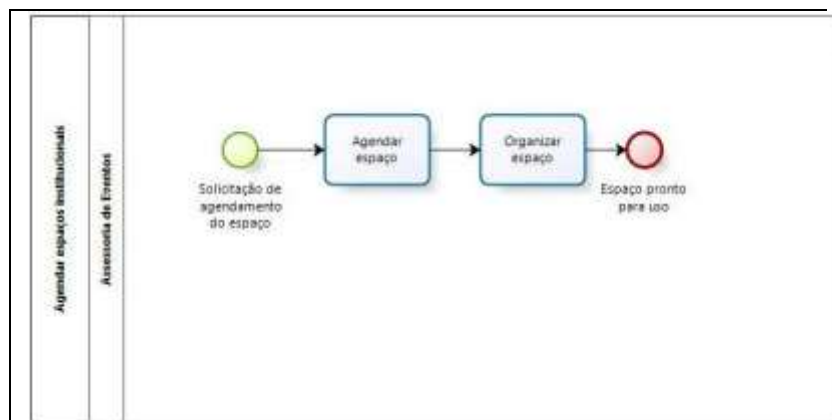 Agendar espaços institucionais
Assessoria de Eventos
Solicitação de
agendamento
do espaço
Agendar
espaço
Organizar
espaço
Espaço pronto
para uso